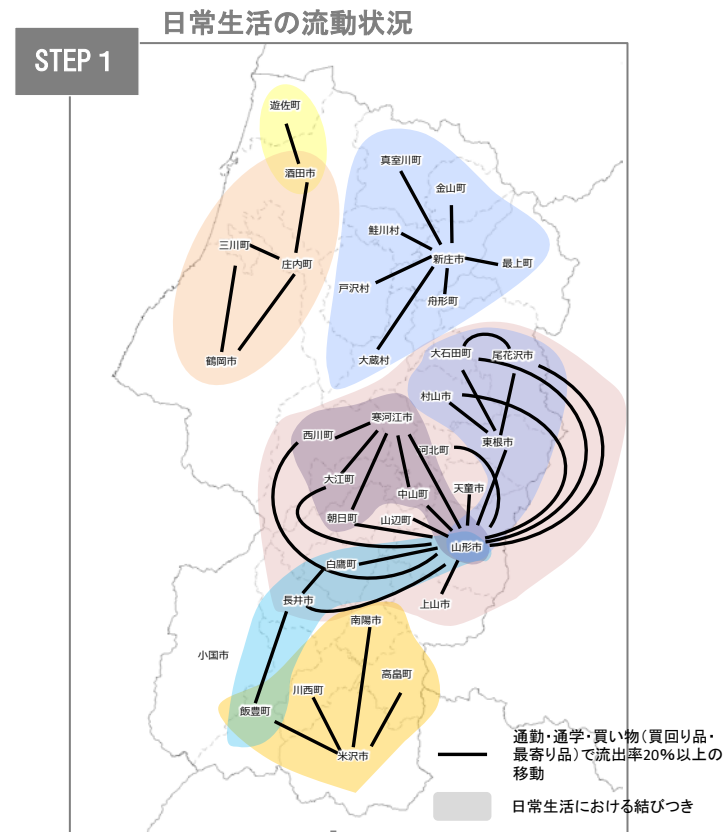 日常生活の流動状況
STEP 1
遊佐町
酒田市
三川町
庄内町
鶴岡市
真室川町
金山町
鮭川村
新庄市
最上町
戸沢村
舟形町
大蔵村
大石田町
尾花沢市
村山市
寒河江市
西川町
河北町
東根市
大江町
中山町
天童市
朝日町
山辺町
山形市
白鷹町
長井市
上山市
南陽市
小国市
高畠町
川西町
飯豊町
米沢市
通勤・通学・買い物（買回り品・
最寄り品）で流出率20%以上の
移動
日常生活における結びつき